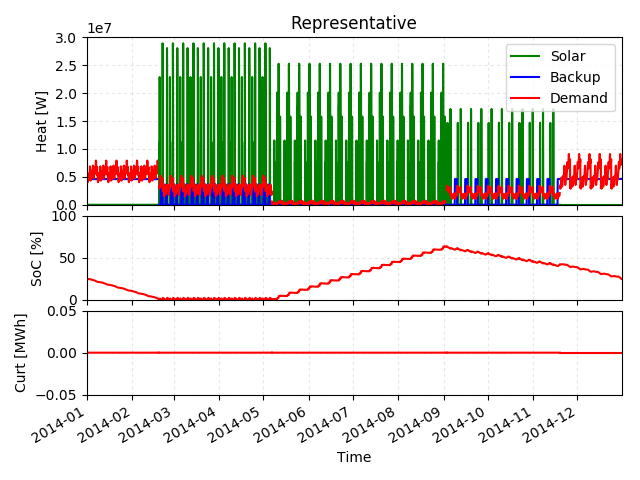 Representative
1e7
3.0
2.5
2.0
1.5
1.0
0.5
0.0
Heat [W]
Solar
Backup
Demand
100
50
0
SoC [%]
0.05
0.00
−0.05
Curt [MWh]
2014-01
2014-02
2014-03
2014-04
2014-05
2014-06
2014-07
2014-08
2014-09
2014-10
2014-11
2014-12
Time